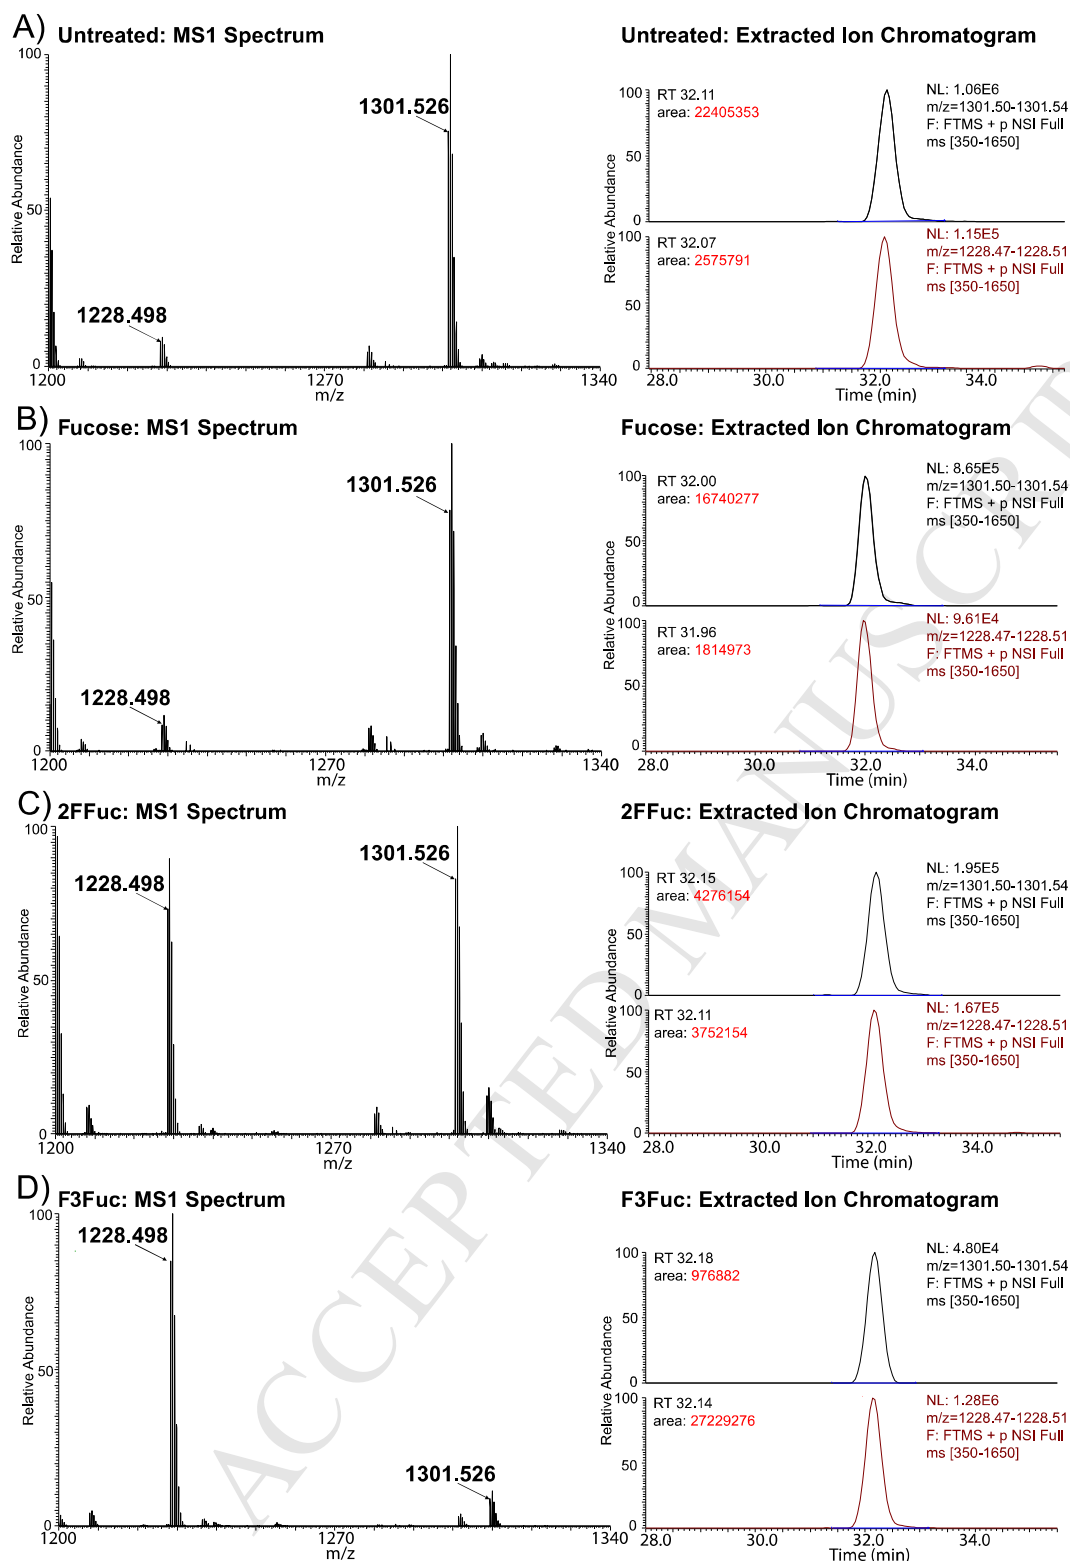 A)
Untreated: MS1 Spectrum
Relative Abundance
100
50
0
1301.526
1228.498
1200
1270
1340
m/z
Untreated: Extracted Ion Chromatogram
Relative Abundance
100
50
0
RT 32.11
area: 22405353
NL: 1.06E6
m/z=1301.50-1301.54
F: FTMS + p NSI Full
ms [350-1650]
100
50
0
RT 32.07
area: 2575791
NL: 1.15E5
m/z=1228.47-1228.51
F: FTMS + p NSI Full
ms [350-1650]
28.0
30.0
32.0
34.0
Time (min)
B)
Fucose: MS1 Spectrum
Relative Abundance
100
50
0
1301.526
1228.498
1200
1270
1340
m/z
Fucose: Extracted Ion Chromatogram
Relative Abundance
100
50
0
RT 32.00
area: 16740277
NL: 8.65E5
m/z=1301.50-1301.54
F: FTMS + p NSI Full
ms [350-1650]
100
50
0
RT 31.96
area: 1814973
NL: 9.61E4
m/z=1228.47-1228.51
F: FTMS + p NSI Full
ms [350-1650]
28.0
30.0
32.0
34.0
Time (min)
C)
2FFuc: MS1 Spectrum
Relative Abundance
100
50
0
1228.498
1301.526
1200
1270
1340
m/z
2FFuc: Extracted Ion Chromatogram
Relative Abundance
100
50
0
RT 32.15
area: 4276154
NL: 1.95E5
m/z=1301.50-1301.54
F: FTMS + p NSI Full
ms [350-1650]
100
50
0
RT 32.11
area: 3752154
NL: 1.67E5
m/z=1228.47-1228.51
F: FTMS + p NSI Full
ms [350-1650]
28.0
30.0
32.0
34.0
Time (min)
D)
F3Fuc: MS1 Spectrum
Relative Abundance
100
50
0
1228.498
1301.526
1200
1270
1340
m/z
F3Fuc: Extracted Ion Chromatogram
Relative Abundance
100
50
0
RT 32.18
area: 976882
NL: 4.80E4
m/z=1301.50-1301.54
F: FTMS + p NSI Full
ms [350-1650]
100
50
0
RT 32.14
area: 27229276
NL: 1.28E6
m/z=1228.47-1228.51
F: FTMS + p NSI Full
ms [350-1650]
28.0
30.0
32.0
34.0
Time (min)
ACCEPTED MANUSCRIPT